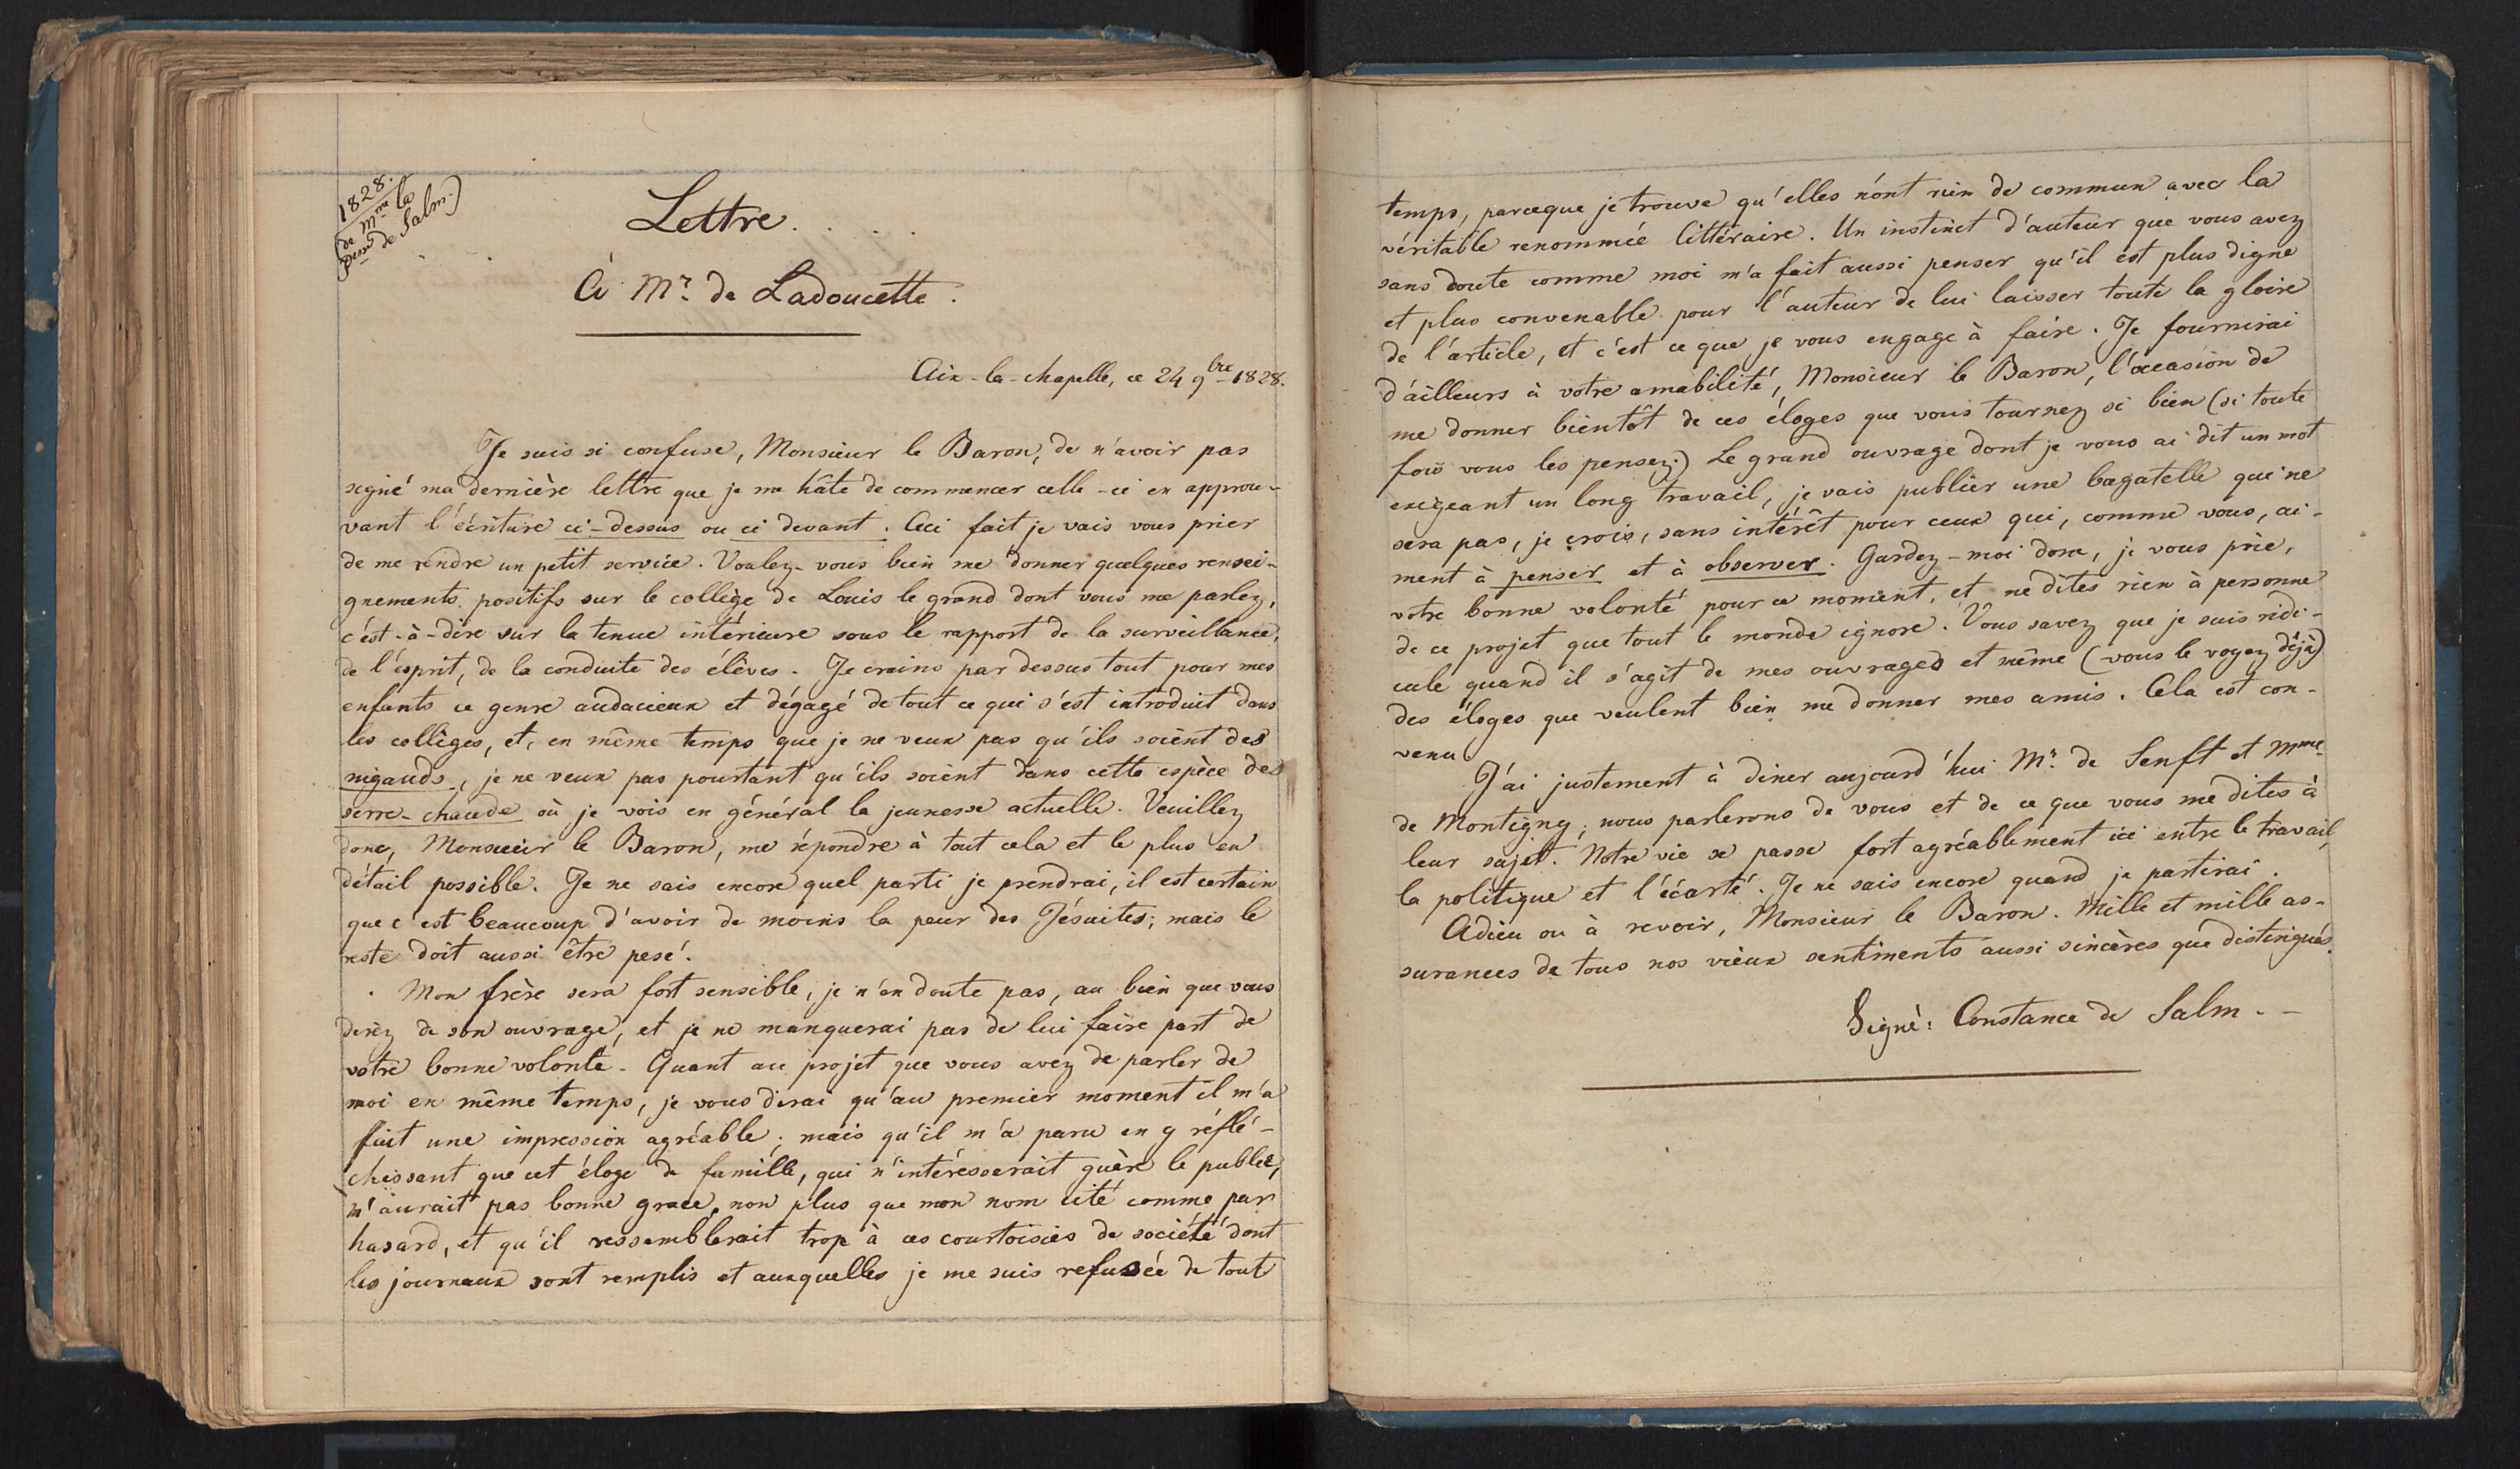 1828.
(de Mme la
Pcesse de Salm.)
Lettre. . . .
A Mr. de Ladoucette.
Aix-la-chapelle, ce 24 9bre 1828.
Je suis si confuse, Monsieur le Baron, de n'avoir pas
signé ma dernière lettre que je me hâte de commencer celle-ci en approu-
vant l'écriture ci-dessus ou ci devant. Ceci fait je vais vous prier
de me rendre un petit service. Voulez-vous bien me donner quelques rensei-
gnements positifs sur le collège de Louis le grand dont vous me parlez,
c'est-à-dire sur la tenue intérieure sous le rapport de la surveillance,
de l'esprit, de la conduite des élèves. Je crains par dessus tout pour mes
enfants ce genre audacieux et dégagé de tout ce qui s'est introduit dans
les collèges, et, en même temps que je ne veux pas qu'ils soient des
nigauds, je ne veux pas pourtant qu'ils soient dans cette espèce de
serre-chaude où je vois en général la jeunesse actuelle. Veuillez
donc, Monsieur le Baron, me répondre à tout cela et le plus en
détail possible. Je ne sais encore quel parti je prendrai, il est certain
que c'est beaucoup d'avoir de moins la peur des Jésuites; mais le
reste doit aussi être pesé.
Mon frère sera fort sensible, je n'en doute pas, au bien que vous
direz de son ouvrage, et je ne manquerai pas de lui faire part de
votre bonne volonté. Quant au projet que vous avez de parler de
moi en même temps, je vous dirai qu'au premier moment il m'a
fait une impression agréable; mais qu'il m'a paru en y réflé-
chissant que cet éloge de famille, qui n'intéresserait guère le public,
n'aurait pas bonne grace, non plus que mon nom cité comme par
hasard, et qu'il ressemblerait trop à ces courtoisies de société dont
les journaux sont remplis et auxquelles je me suis refusée de tout
temps, parceque je trouve qu'elles n'ont rien de commun avec la
véritable renommée littéraire. Un instinct d'auteur que vous avez
sans doute comme moi m'a fait aussi penser qu'il est plus digne
et plus convenable pour l'auteur de lui laisser toute la gloire
de l'article, et c'est ce que je vous engage à faire. Je fournirai
d'ailleurs à votre amabilité, Monsieur le Baron, l'occasion de
me donner bientôt de ces éloges que vous tournez si bien (si toute
fois vous les pensez.) Le grand ouvrage dont je vous ai dit un mot
exigeant un long travail, je vais publier une bagatelle qui ne
sera pas, je crois, sans intérêt pour ceux qui, comme vous, ai-
ment à penser et à observer. Gardez-moi donc, je vous prie,
votre bonne volonté pour ce moment, et ne dites rien à personne
de ce projet que tout le monde ignore. Vous savez que je suis ridi-
cule quand il s'agit de mes ouvrages et même (vous le voyez déjà)
des éloges que veulent bien me donner mes amis. Cela est con-
venu.
J'ai justement à diner aujourd'hui Mr. de Senft et Mme
de Montigny; nous parlerons de vous et de ce que vous me dites à
leur sujet. Notre vie se passe fort agréablement ici entre le travail,
la politique et l'écarté. Je ne sais encore quand je partirai.
Adieu ou à revoir, Monsieur le Baron. Mille et mille as-
surances de tous nos vieux sentiments aussi sincères que distingués.
Signé: Constance de Salm. -